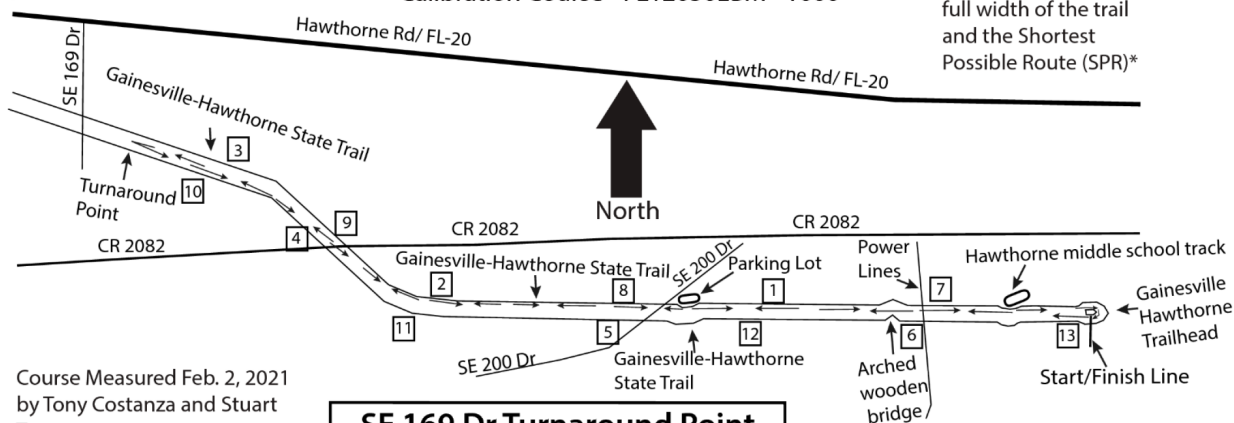 full width of the trail
and the Shortest
Possible Route (SPR)*
Hawthorne Rd/ FL-20
Hawthorne Rd/ FL-20
SE 169 Dr
Gainesville-Hawthorne State Trail
3
10
Turnaround
Point
North
9
4
CR 2082
CR 2082
CR 2082
SE 200 Dr
Parking Lot
Power
Lines
Hawthorne middle school track
Gainesville-Hawthorne State Trail
2
8
1
7
Gainesville
Hawthorne
Trailhead
11
5
12
6
13
SE 200 Dr
Gainesville-Hawthorne
State Trail
Arched
wooden
bridge
Start/Finish Line
Course Measured Feb. 2, 2021
by Tony Costanza and Stuart
SE 169 Dr Turnaround Point